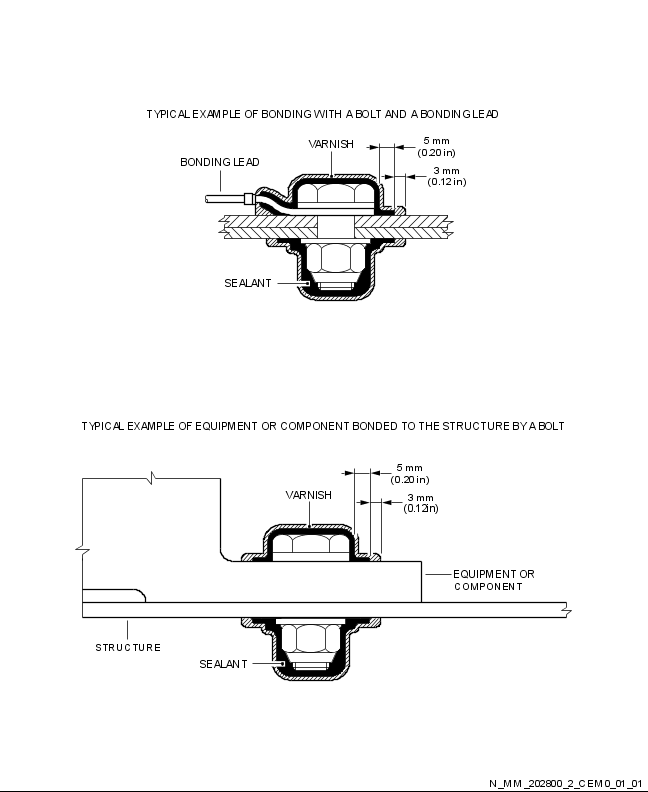 TYPICAL EXAMPLE OF BONDING WITH A BOLT AND A BONDING LEAD
VARNISH
5 mm
(0.20 in)
BONDING LEAD
3 mm
(0.12 in)
SEALANT
TYPICAL EXAMPLE OF EQUIPMENT OR COMPONENT BONDED TO THE STRUCTURE BY A BOLT
5 mm
(0.20 in)
VARNISH
3 mm
(0.12in)
EQUIPMENT OR
COMPONENT
STRUCTURE
SEALANT
N_MM_202800_2_CEM0_01_01